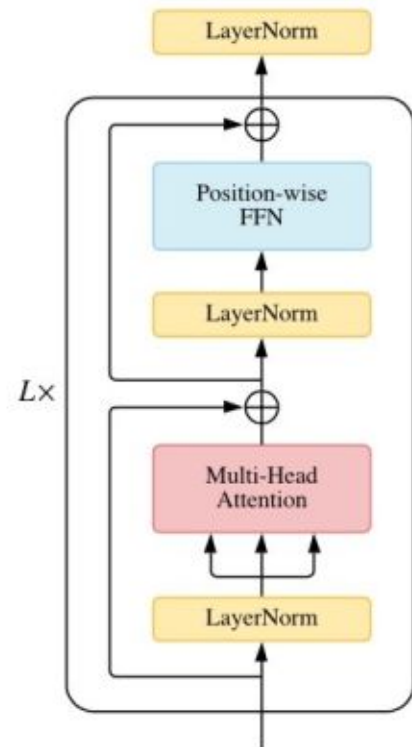 LayerNorm
Position-wise
FFN
LayerNorm
L×
Multi-Head
Attention
LayerNorm